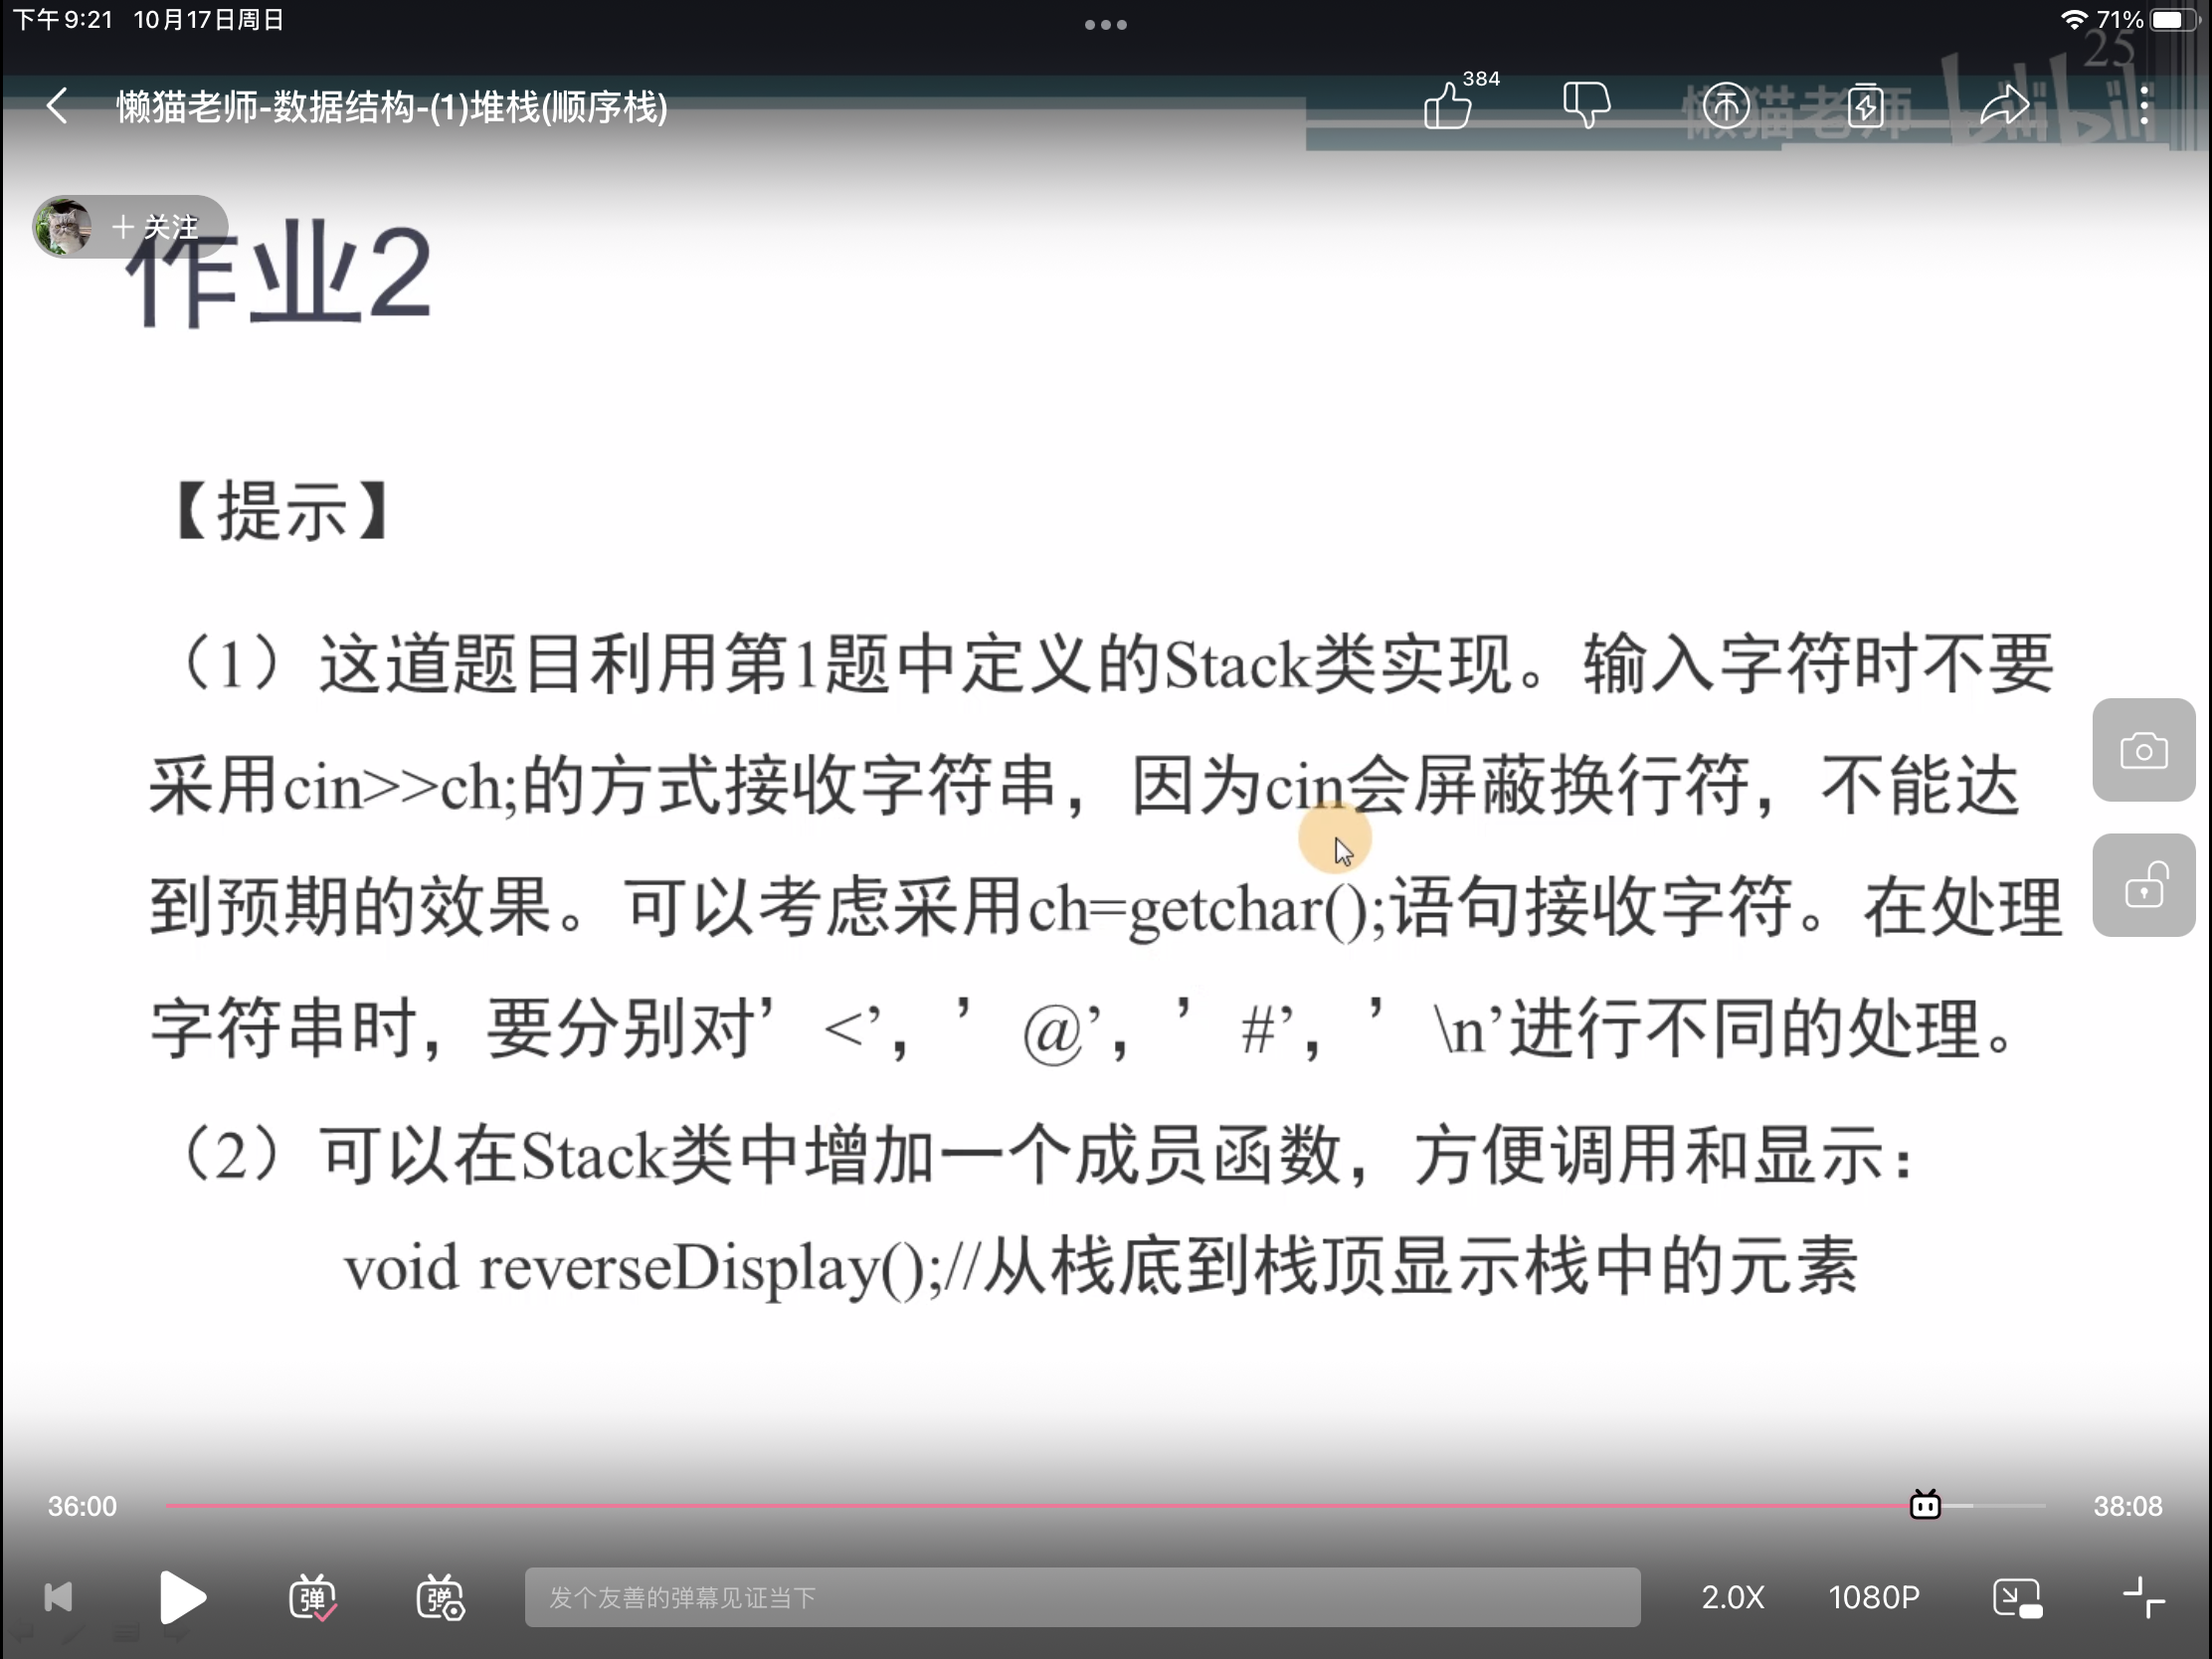 下午9:21 10月17日周日
71%
25
懒猫老师-数据结构-(1)堆栈(顺序栈)
384
懒猫老师
bilibili
+ 关注
作业2
【提示】
（1）这道题目利用第1题中定义的Stack类实现。输入字符时不要
采用cin>>ch;的方式接收字符串，因为cin会屏蔽换行符，不能达
到预期的效果。可以考虑采用ch=getchar();语句接收字符。在处理
字符串时，要分别对’ <’，’ @’，’ #’，’ \n’进行不同的处理。
（2）可以在Stack类中增加一个成员函数，方便调用和显示：
void reverseDisplay();//从栈底到栈顶显示栈中的元素
36:00
38:08
弹
弹
发个友善的弹幕见证当下
2.0X
1080P